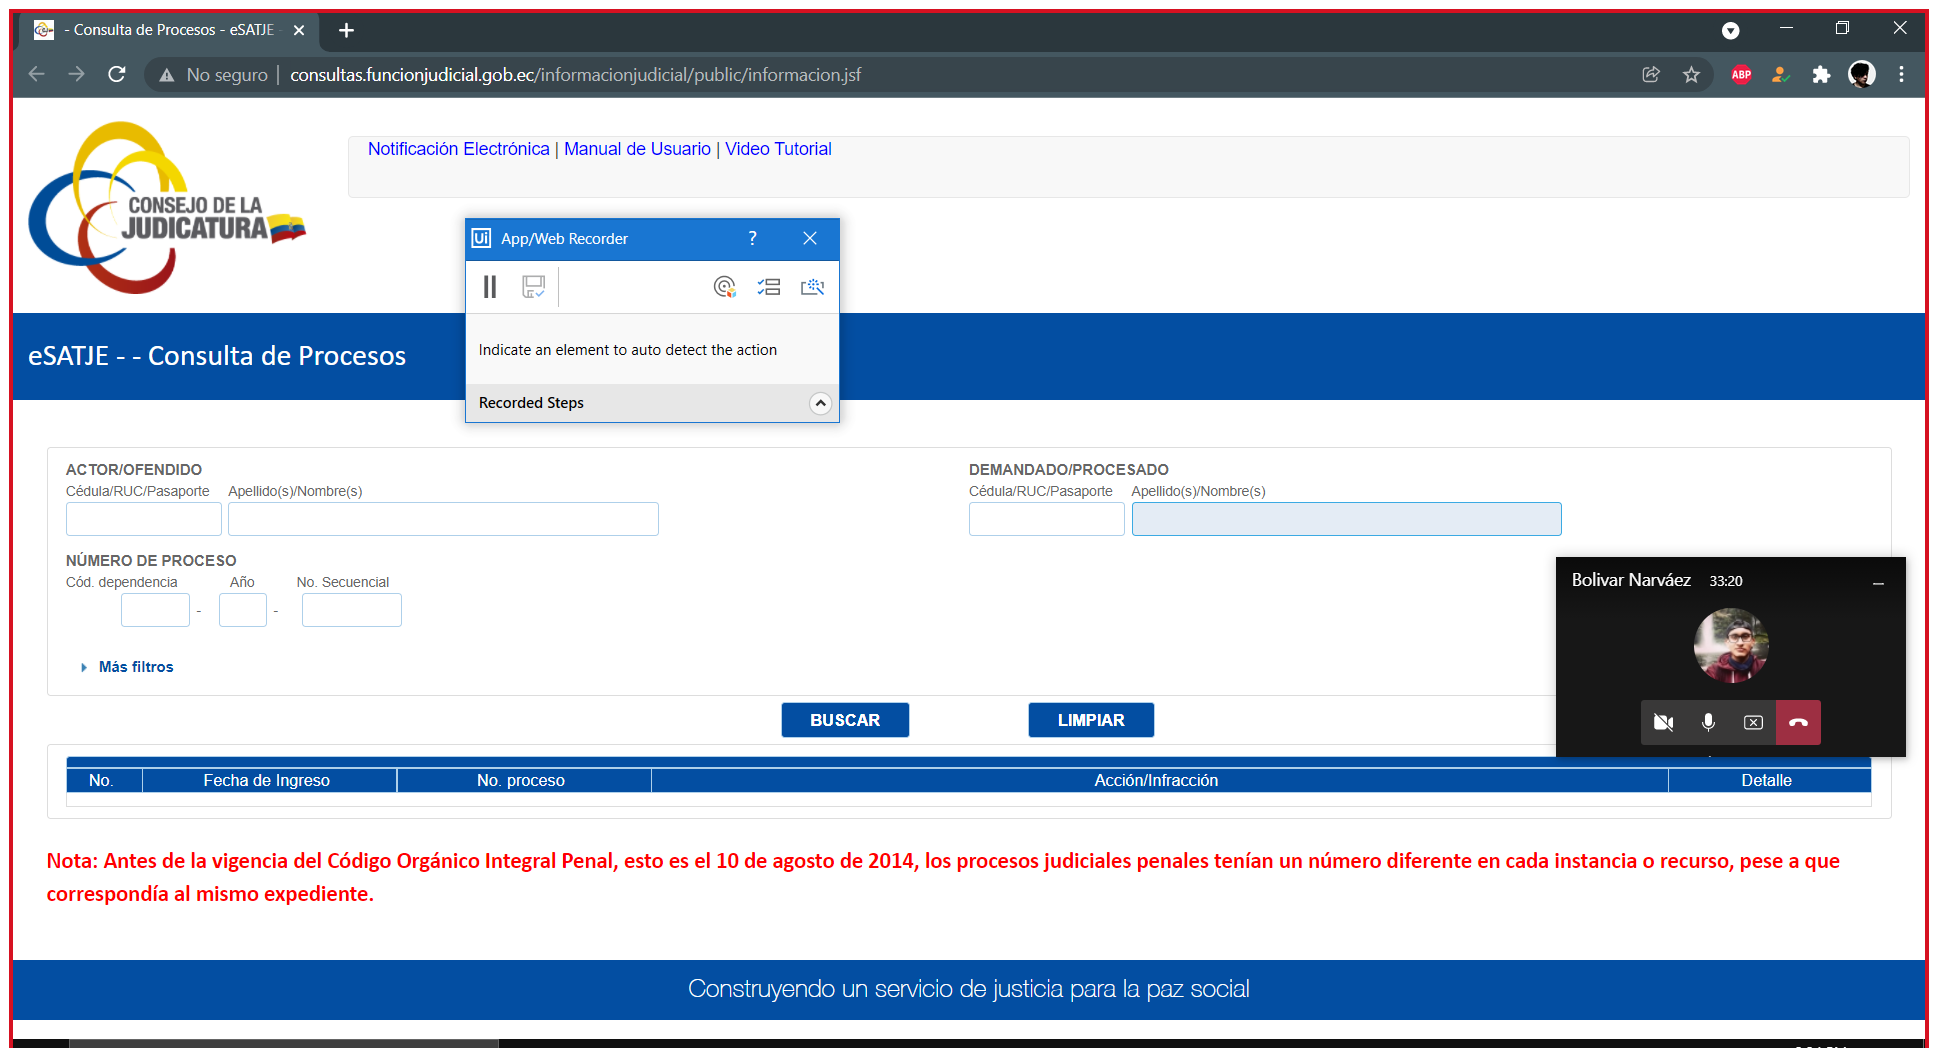 - Consulta de Procesos - eSATJE -
No seguro | consultas.funcionjudicial.gob.ec/informacionjudicial/public/informacion.jsf
ABP
CONSEJO DE LA
JUDICATURA
Notificación Electrónica | Manual de Usuario | Video Tutorial
Ui App/Web Recorder ?
Indicate an element to auto detect the action
Recorded Steps
eSATJE - - Consulta de Procesos
ACTOR/OFENDIDO
Cédula/RUC/Pasaporte Apellido(s)/Nombre(s)
DEMANDADO/PROCESADO
Cédula/RUC/Pasaporte Apellido(s)/Nombre(s)
NÚMERO DE PROCESO
Cód. dependencia Año No. Secuencial
- -
Más filtros
Bolivar Narváez 33:20
BUSCAR LIMPIAR
No. Fecha de Ingreso No. proceso Acción/Infracción Detalle
Nota: Antes de la vigencia del Código Orgánico Integral Penal, esto es el 10 de agosto de 2014, los procesos judiciales penales tenían un número diferente en cada instancia o recurso, pese a que
correspondía al mismo expediente.
Construyendo un servicio de justicia para la paz social